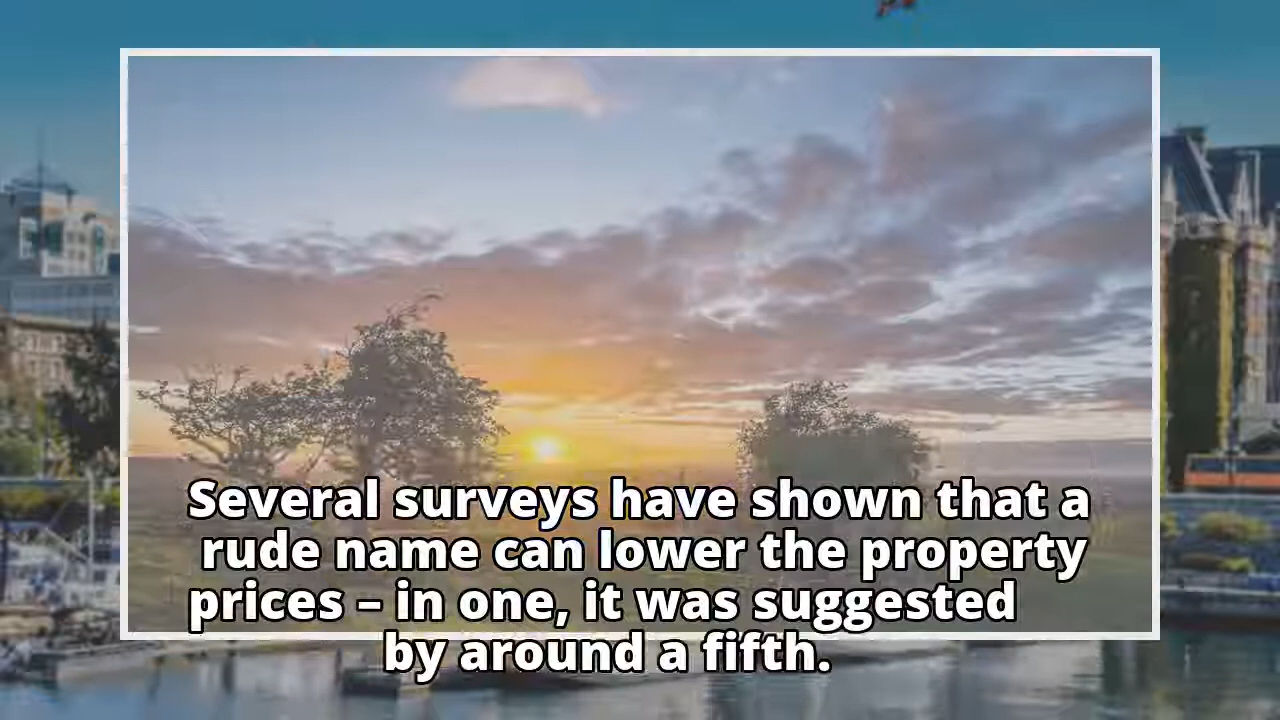 Several surveys have shown that a
rude name can lower the property
prices – in one, it was suggested
by around a fifth.